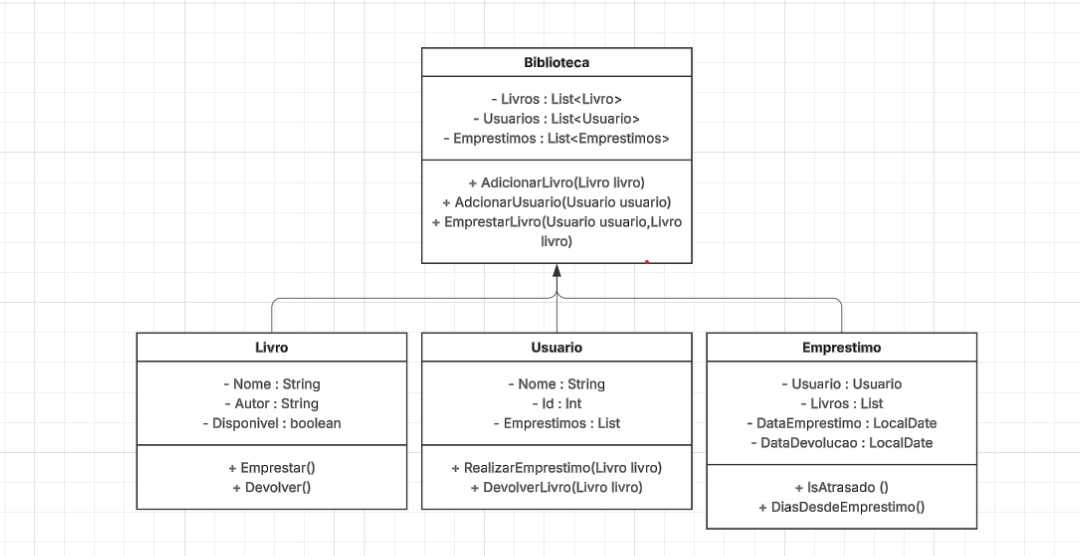 Biblioteca
- Livros : List<Livro>
- Usuarios : List<Usuario>
- Emprestimos : List<Emprestimos>
+ AdicionarLivro(Livro livro)
+ AdcionarUsuario(Usuario usuario)
+ EmprestarLivro(Usuario usuario,Livro
livro)
Livro
- Nome : String
- Autor : String
- Disponivel : boolean
+ Emprestar()
+ Devolver()
Usuario
- Nome : String
- Id : Int
- Emprestimos : List
+ RealizarEmprestimo(Livro livro)
+ DevolverLivro(Livro livro)
Emprestimo
- Usuario : Usuario
- Livros : List
- DataEmprestimo : LocalDate
- DataDevolucao : LocalDate
+ IsAtrasado ()
+ DiasDesdeEmprestimo()